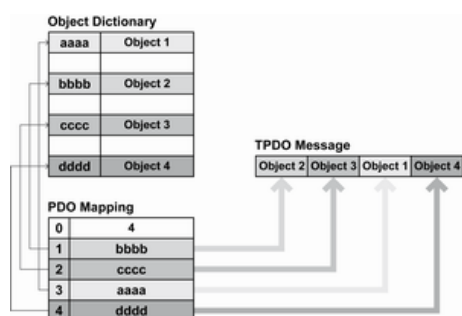 Object Dictionary
aaaa Object 1
bbbb Object 2
cccc Object 3
dddd Object 4
TPDO Message
Object 2 Object 3 Object 1 Object 4
PDO Mapping
0 4
1 bbbb
2 cccc
3 aaaa
4 dddd